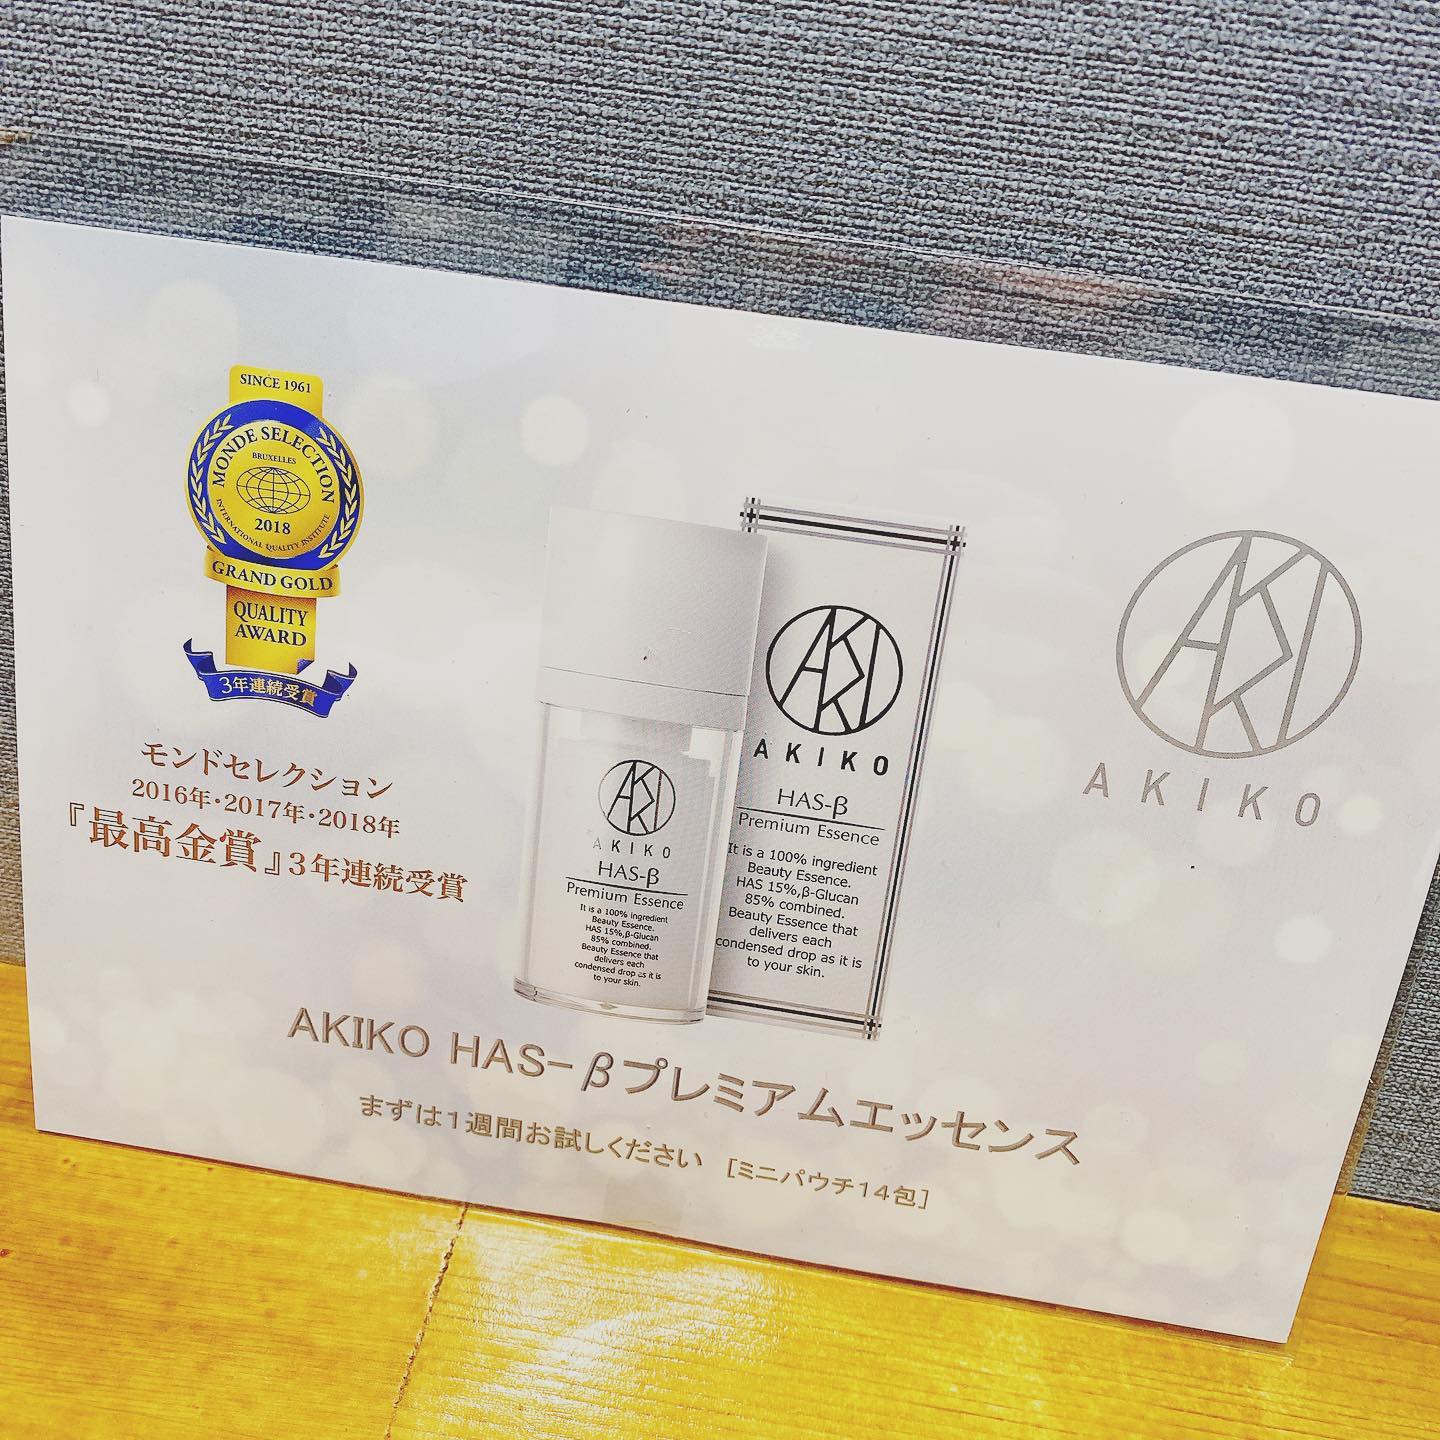 SINCE 1961
MONDE SELECTION
BRUXELLES
2018
INTERNATIONAL QUALITY INSTITUTE
GRAND GOLD
QUALITY
AWARD
3年連続受賞
モンドセレクション
2016年・2017年・2018年
『最高金賞』3年連続受賞
AKIKO
AKIKO
HAS-β
Premium Essence
It is a 100% ingredient
Beauty Essence.
HAS 15%,β-Glucan
85% combined.
Beauty Essence that
delivers each
condensed drop as it is
to your skin.
AKIKO
AKIKO
HAS-β
Premium Essence
It is a 100% ingredient
Beauty Essence.
HAS 15%,β-Glucan
85% combined.
Beauty Essence that
delivers each
condensed drop as it is
to your skin.
AKIKO
AKIKO
AKIKO HAS-βプレミアムエッセンス
まずは1週間お試しください [ミニパウチ14包]